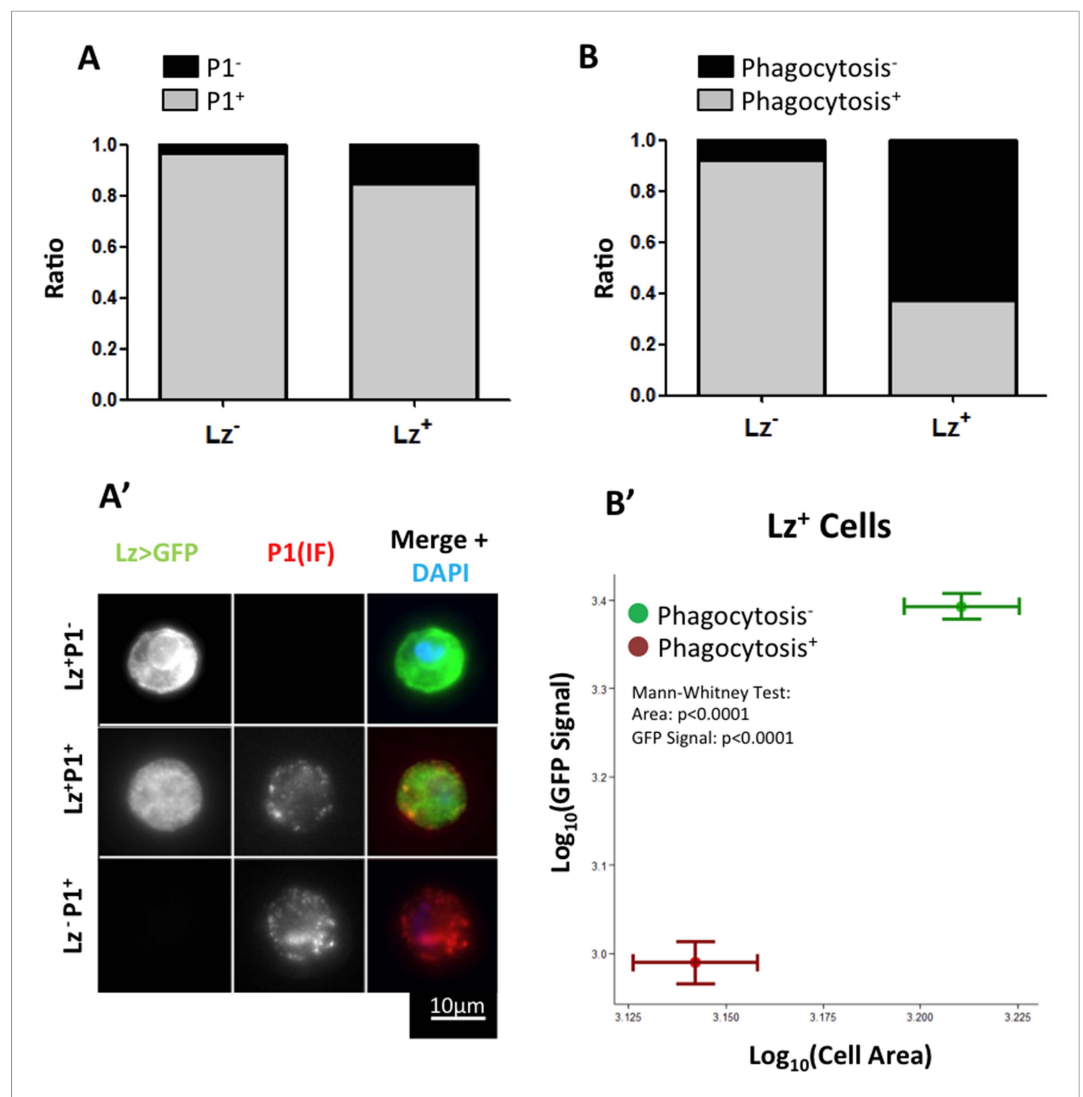 A
P1⁻
P1⁺
1.0
0.8
0.6
0.4
0.2
0.0
Ratio
Lz⁻
Lz⁺
B
Phagocytosis⁻
Phagocytosis⁺
1.0
0.8
0.6
0.4
0.2
0.0
Ratio
Lz⁻
Lz⁺
A’
Lz>GFP
P1(IF)
Merge +
DAPI
Lz⁺P1⁻
Lz⁺P1⁺
Lz⁻P1⁺
10µm
B’
Lz⁺ Cells
Phagocytosis⁻
Phagocytosis⁺
Mann-Whitney Test:
Area: p<0.0001
GFP Signal: p<0.0001
3.4
3.3
3.2
3.1
3.0
Log₁₀(GFP Signal)
3.125
3.150
3.175
3.200
3.225
Log₁₀(Cell Area)